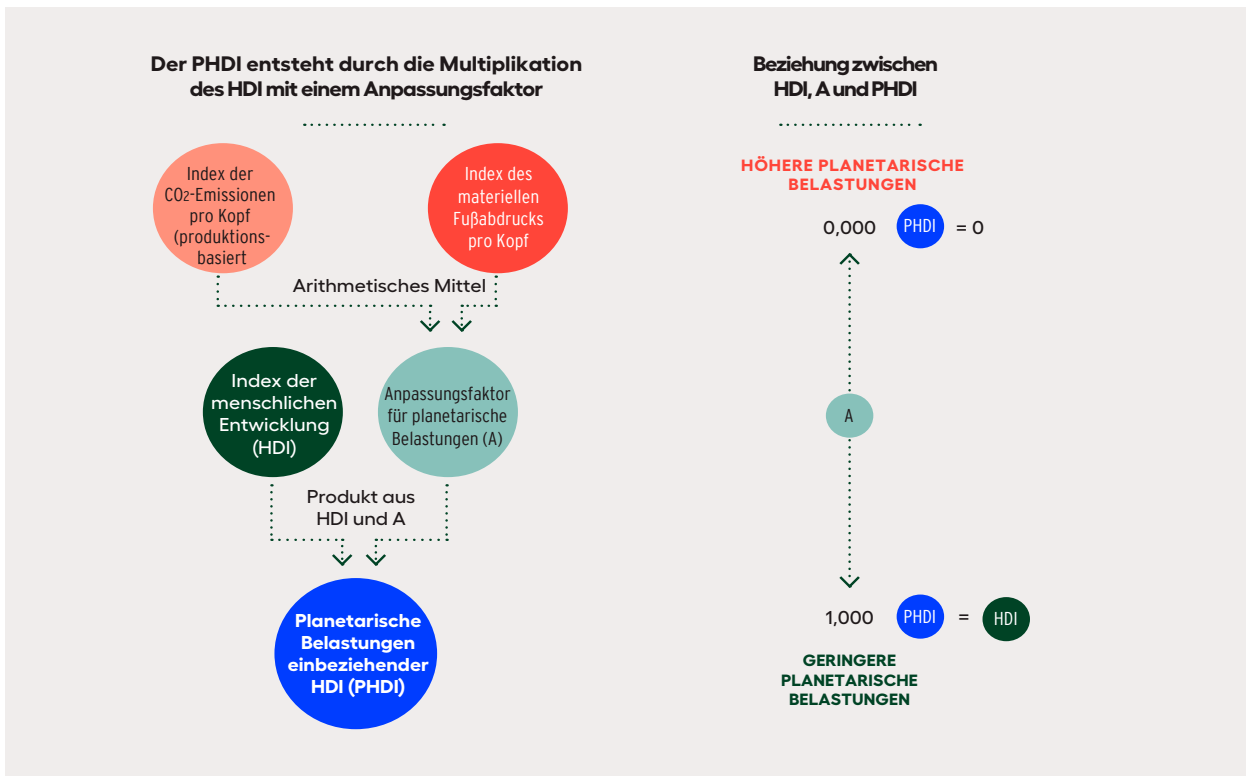 Der PHDI entsteht durch die Multiplikation
des HDI mit einem Anpassungsfaktor
Index der
CO2-Emissionen
pro Kopf
(produktions-
basiert
Index des
materiellen
Fußabdrucks
pro Kopf
Arithmetisches Mittel
Index der
menschlichen
Entwicklung
(HDI)
Anpassungsfaktor
für planetarische
Belastungen (A)
Produkt aus
HDI und A
Planetarische
Belastungen
einbeziehender
HDI (PHDI)
Beziehung zwischen
HDI, A und PHDI
HÖHERE PLANETARISCHE
BELASTUNGEN
0,000 PHDI = 0
A
1,000 PHDI = HDI
GERINGERE
PLANETARISCHE
BELASTUNGEN